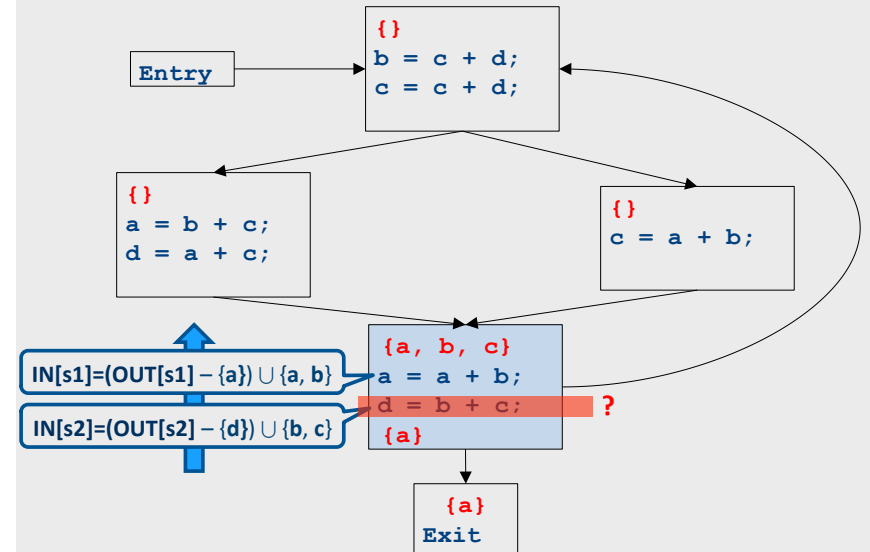 {}
b = c + d;
c = c + d;
Entry
{}
a = b + c;
d = a + c;
{}
c = a + b;
{a, b, c}
a = a + b;
d = b + c;
{a}
IN[s1]=(OUT[s1] – {a}) ∪ {a, b}
IN[s2]=(OUT[s2] – {d}) ∪ {b, c}
?
{a}
Exit